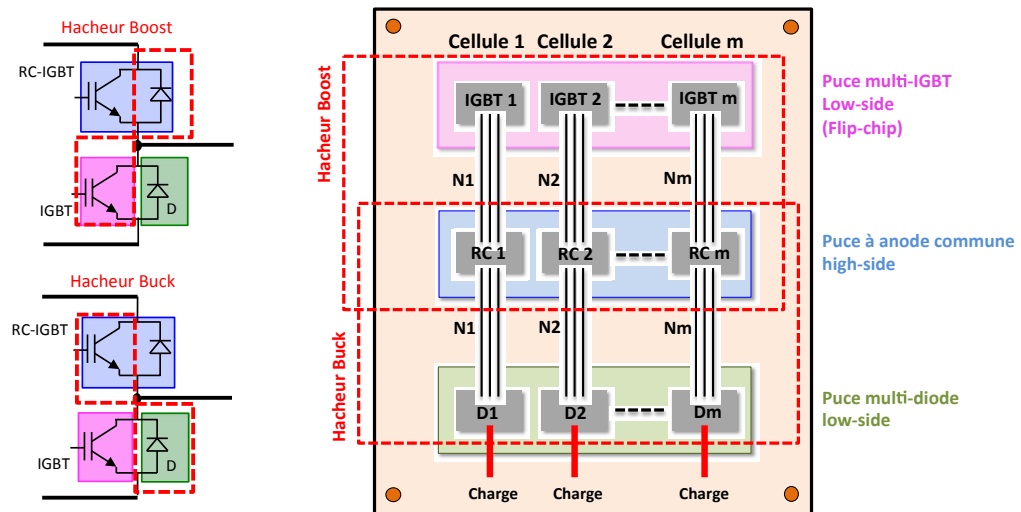 Hacheur Boost
RC-IGBT
IGBT
D
Hacheur Buck
RC-IGBT
IGBT
D
Cellule 1 Cellule 2 Cellule m
Hacheur Boost
IGBT 1 IGBT 2 IGBT m
N1 N2 Nm
RC 1 RC 2 RC m
Hacheur Buck
N1 N2 Nm
D1 D2 Dm
Charge Charge Charge
Puce multi-IGBT
Low-side
(Flip-chip)
Puce à anode commune
high-side
Puce multi-diode
low-side